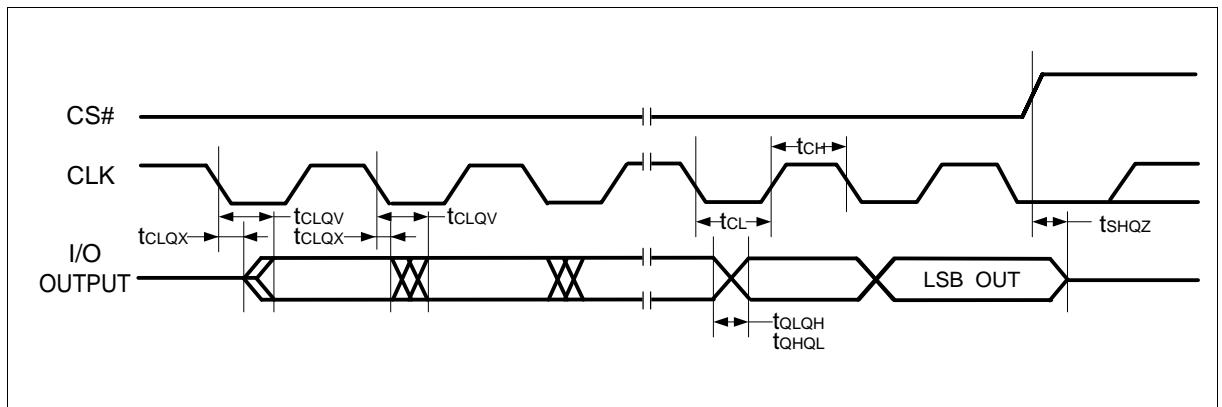 CS#
CLK
tCH
tCLQV
tCLQV
tCL
tSHQZ
tCLQX
tCLQX
I/O
OUTPUT
LSB OUT
tQLQH
tQHQL